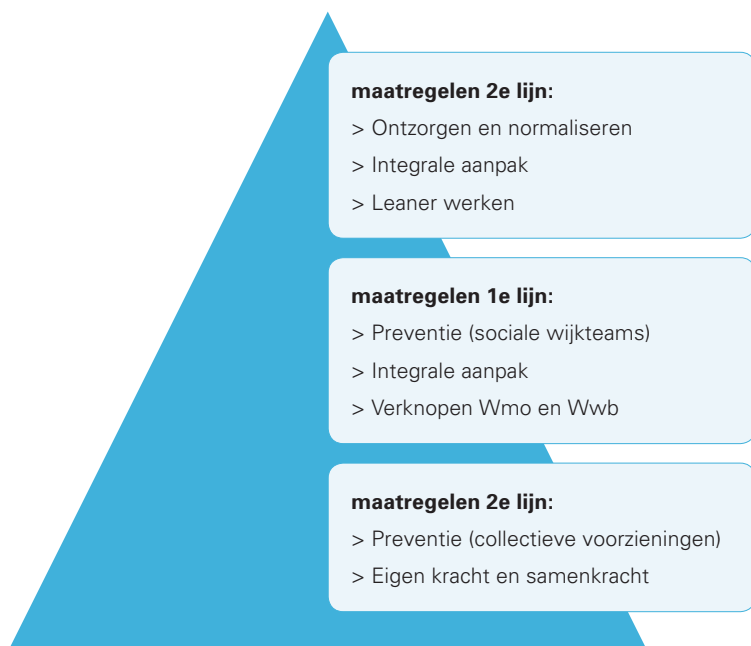 maatregelen 2e lijn:
> Ontzorgen en normaliseren
> Integrale aanpak
> Leaner werken
maatregelen 1e lijn:
> Preventie (sociale wijkteams)
> Integrale aanpak
> Verknopen Wmo en Wwb
maatregelen 2e lijn:
> Preventie (collectieve voorzieningen)
> Eigen kracht en samenkracht